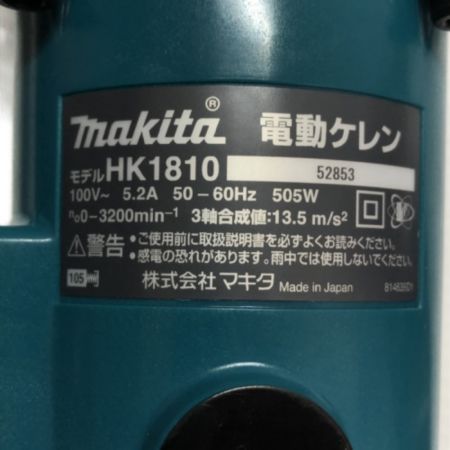 makita® 電動ケレン
モデル HK1810 52853
100V~ 5.2A 50-60Hz 505W
n₀0-3200min⁻¹ 3軸合成値:13.5 m/s²
⚠警告 •ご使用前に取扱説明書を必ずよくお読みください。
•感電の恐れがあります。雨中では使用しないでください。
105 株式会社マキタ Made in Japan